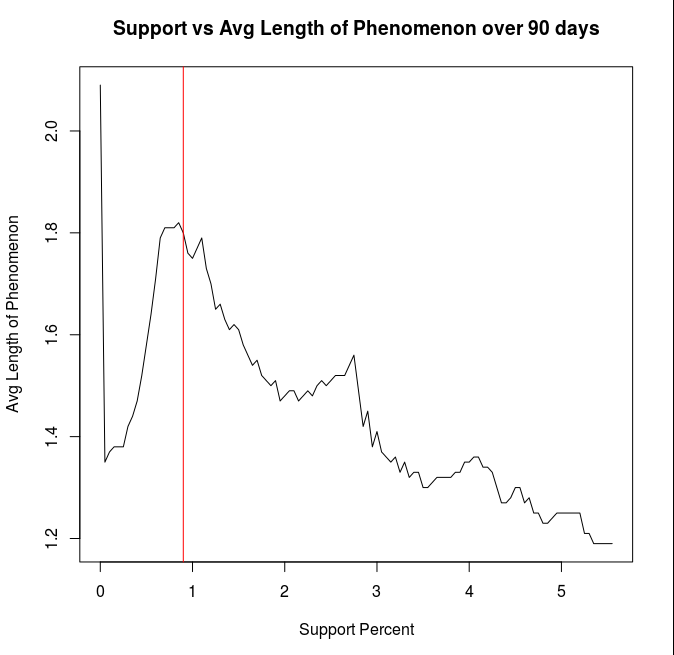 Support vs Avg Length of Phenomenon over 90 days
2.0
1.8
1.6
1.4
1.2
Avg Length of Phenomenon
0 1 2 3 4 5
Support Percent